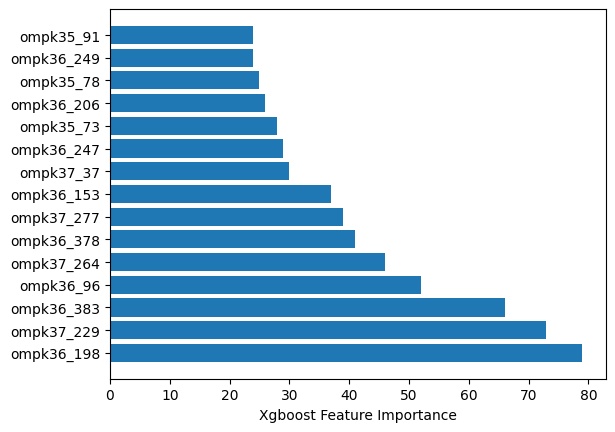 ompk35_91
ompk36_249
ompk35_78
ompk36_206
ompk35_73
ompk36_247
ompk37_37
ompk36_153
ompk37_277
ompk36_378
ompk37_264
ompk36_96
ompk36_383
ompk37_229
ompk36_198
0 10 20 30 40 50 60 70 80
Xgboost Feature Importance